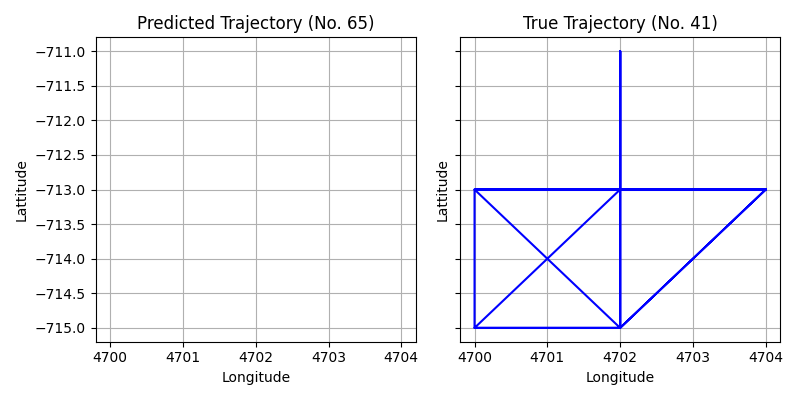 Predicted Trajectory (No. 65)
True Trajectory (No. 41)
−711.0
−711.5
−712.0
−712.5
−713.0
−713.5
−714.0
−714.5
−715.0
Lattitude
Lattitude
4700 4701 4702 4703 4704
4700 4701 4702 4703 4704
Longitude
Longitude